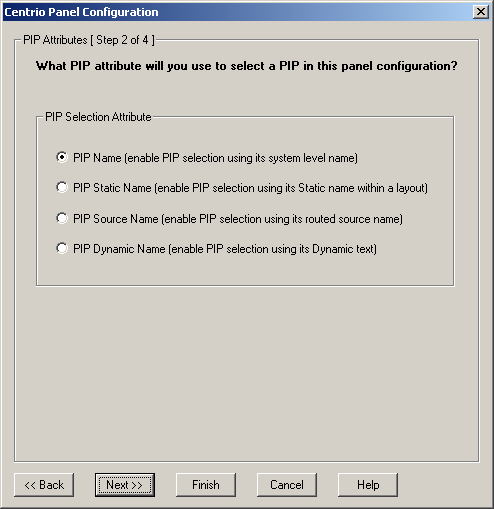 Centrio Panel Configuration
PIP Attributes [ Step 2 of 4 ]
What PIP attribute will you use to select a PIP in this panel configuration?
PIP Selection Attribute
PIP Name (enable PIP selection using its system level name)
PIP Static Name (enable PIP selection using its Static name within a layout)
PIP Source Name (enable PIP selection using its routed source name)
PIP Dynamic Name (enable PIP selection using its Dynamic text)
<< Back Next >> Finish Cancel Help